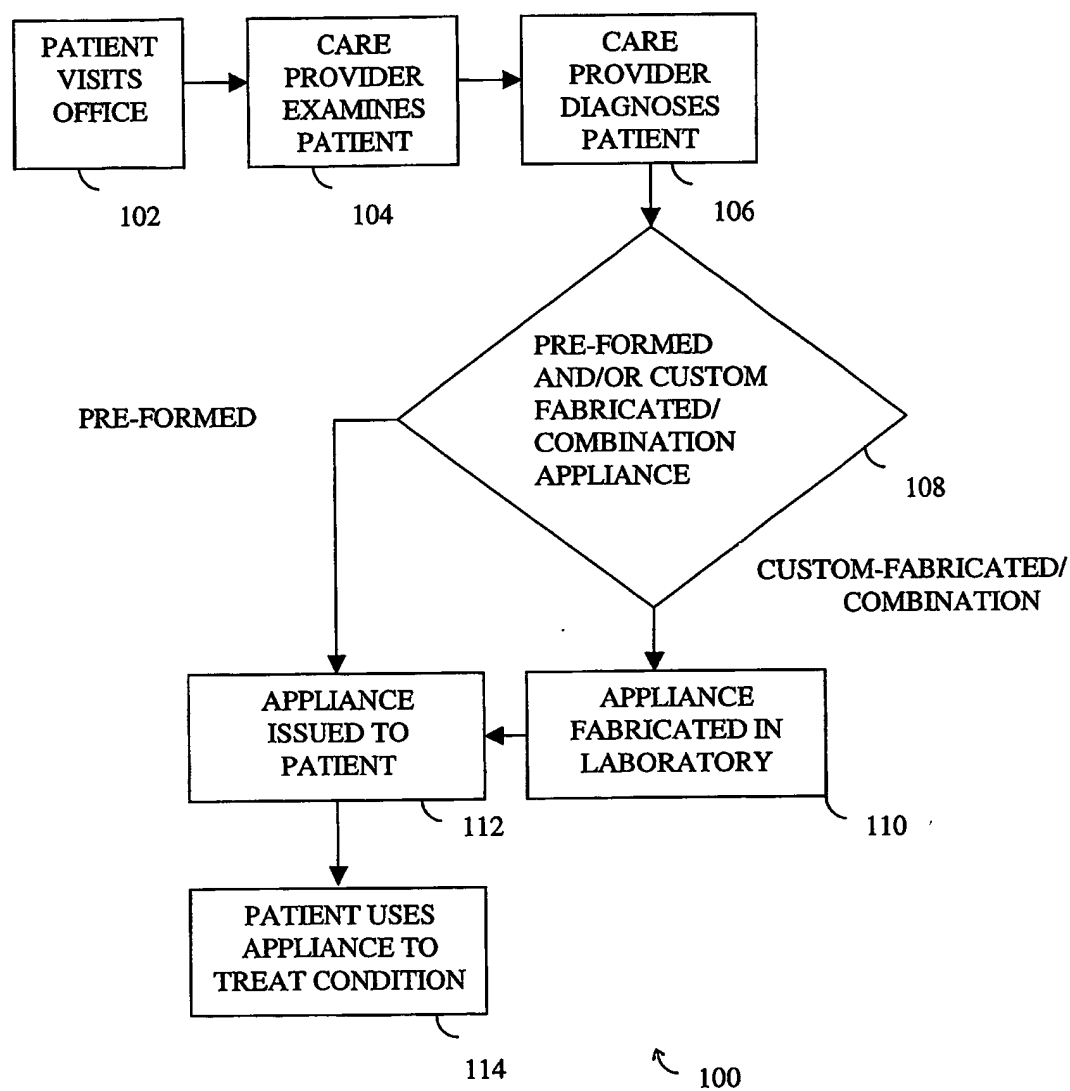 PATIENT
VISITS
OFFICE
102
CARE
PROVIDER
EXAMINES
PATIENT
104
CARE
PROVIDER
DIAGNOSES
PATIENT
106
PRE-FORMED
AND/OR CUSTOM
FABRICATED/
COMBINATION
APPLIANCE
108
PRE-FORMED
CUSTOM-FABRICATED/
COMBINATION
APPLIANCE
FABRICATED IN
LABORATORY
110
APPLIANCE
ISSUED TO
PATIENT
112
PATIENT USES
APPLIANCE TO
TREAT CONDITION
114
100